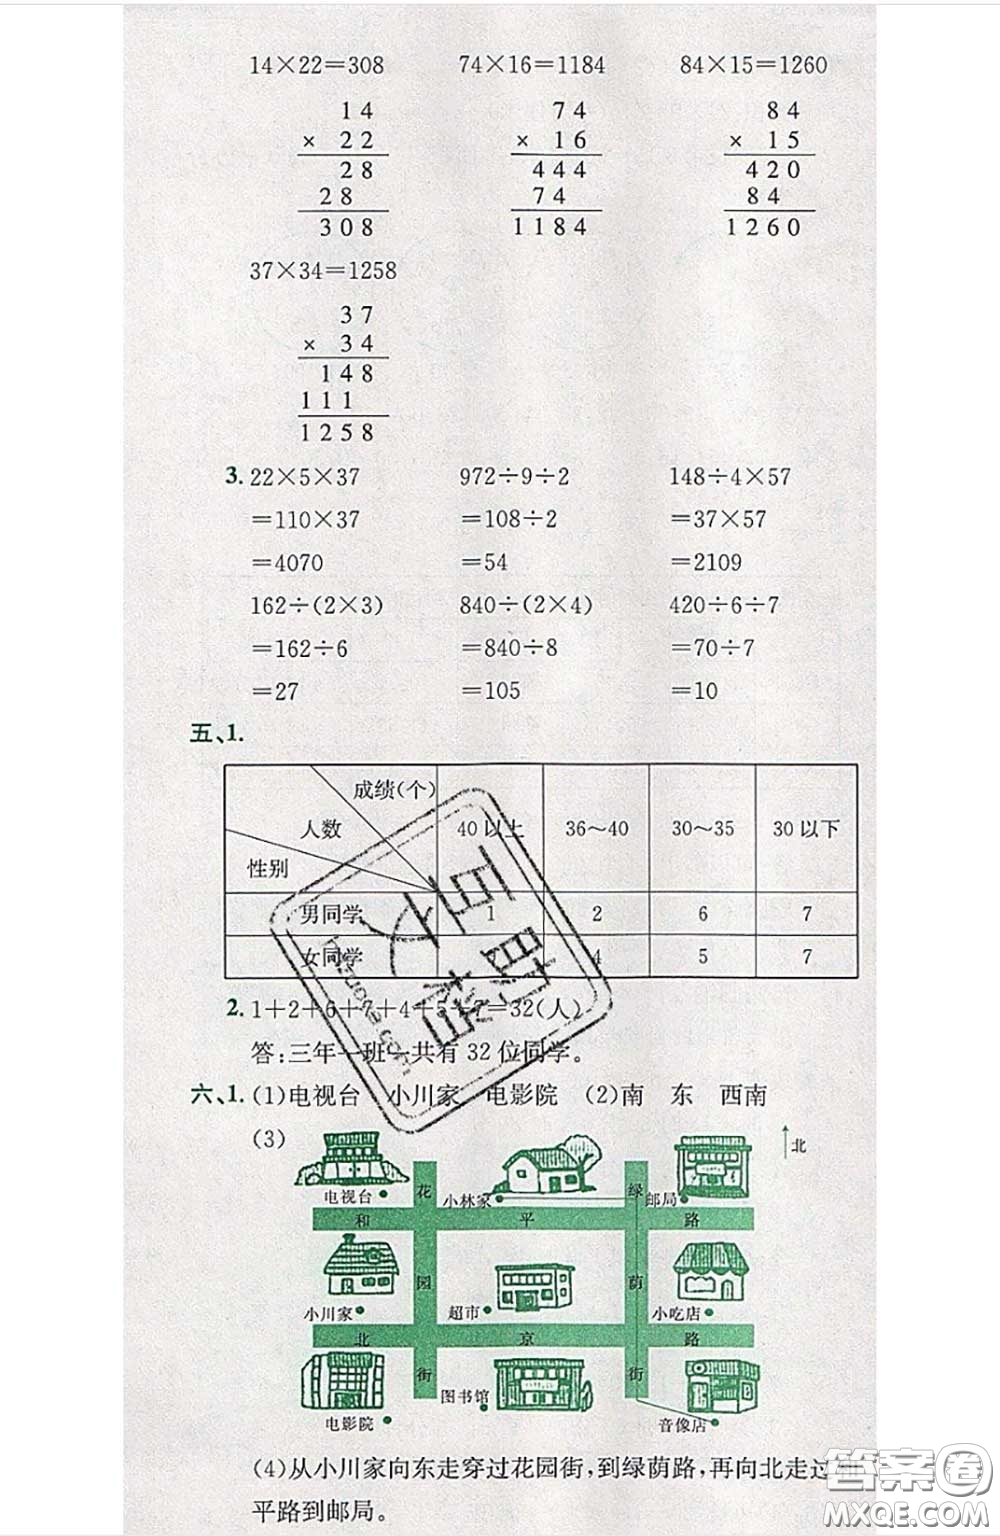 14×22=308 74×16=1184 84×15=1260
14 74 84
× 22 × 16 × 15
28 444 420
28 74 84
308 1184 1260
37×34=1258
37
× 34
148
111
1258
3. 22×5×37 972÷9÷2 148÷4×57
=110×37 =108÷2 =37×57
=4070 =54 =2109
162÷(2×3) 840÷(2×4) 420÷6÷7
=162÷6 =840÷8 =70÷7
=27 =105 =10
五、1.
成绩(个)
人数 40以上 36~40 30~35 30以下
性别
男同学 1 2 6 7
女同学 4 5 7
2. 1+2+6+7+4+5+7=32(人)
答:三年一班一共有32位同学。
六、1. (1)电视台 小川家 电影院 (2)南 东 西南
(3)
北
电视台 花 小林家 绿 邮局
和 平 路
园 荫
小川家 超市 小吃店
北 京 路
街 图书馆 街
电影院 音像店
(4)从小川家向东走穿过花园街,到绿荫路,再向北走过和
平路到邮局。
答案圈
MXQE.COM